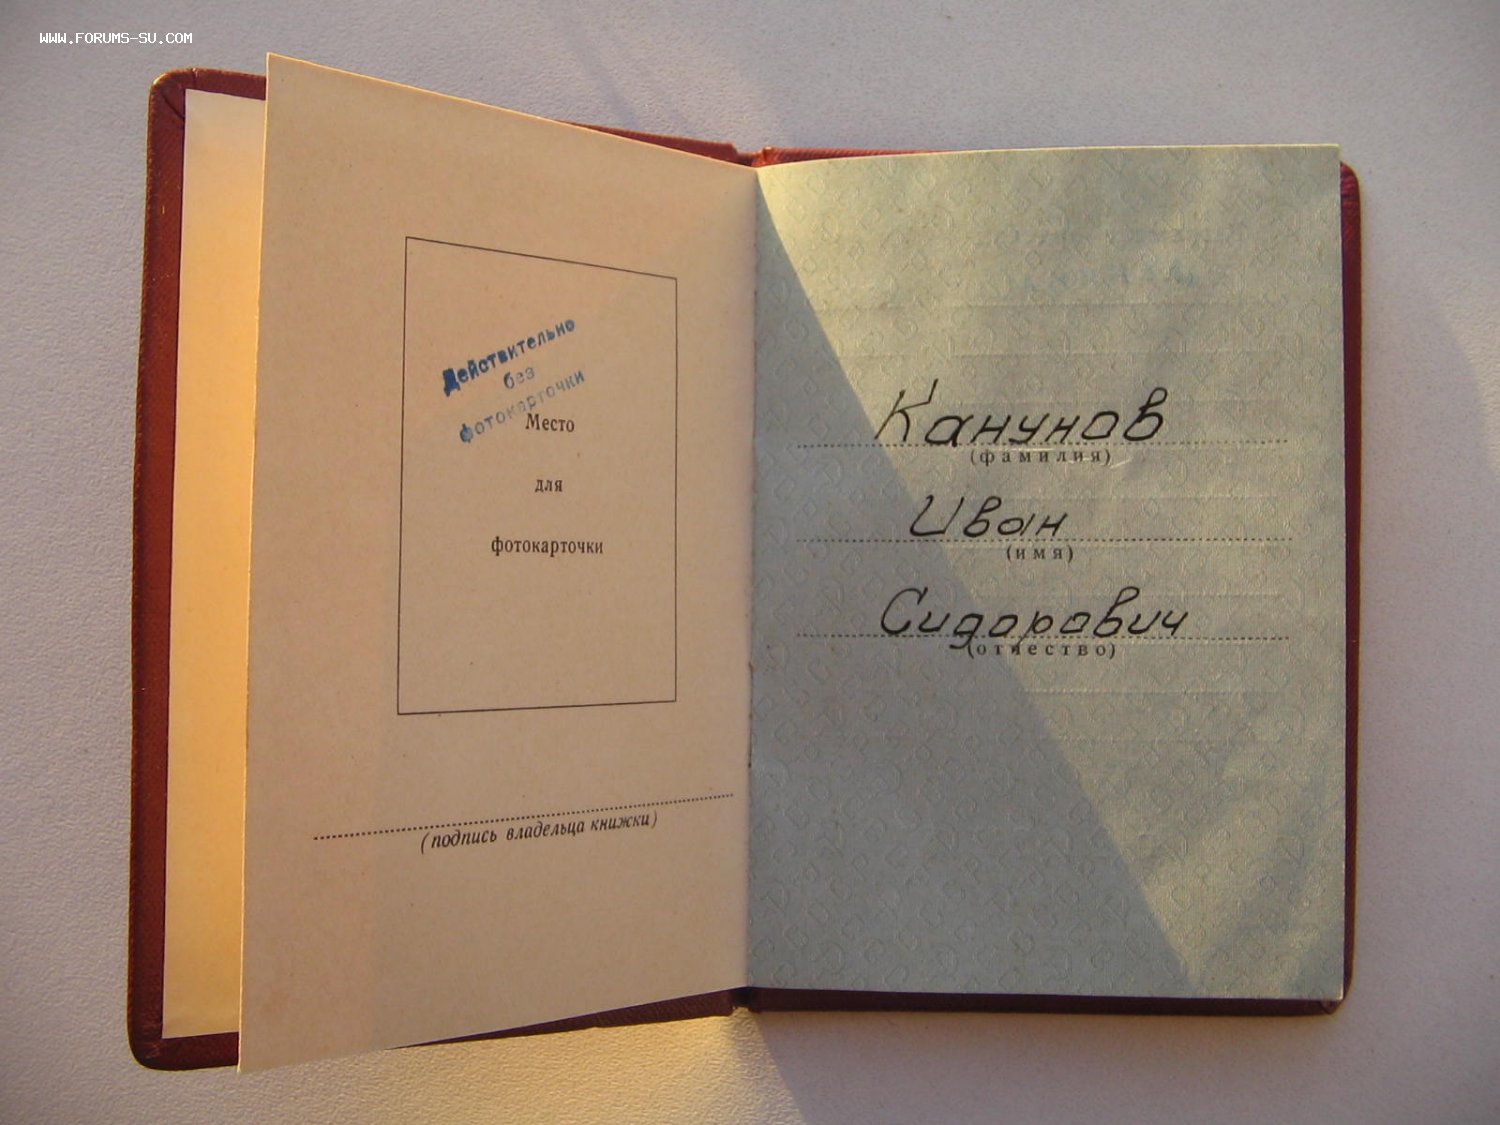 WWW.FORUMS-SU.COM
Действительно
без
фотокарточки
Место
для
фотокарточки
(подпись владельца книжки)
Канунов
(фамилия)
Иван
(имя)
Сидорович
(отчество)